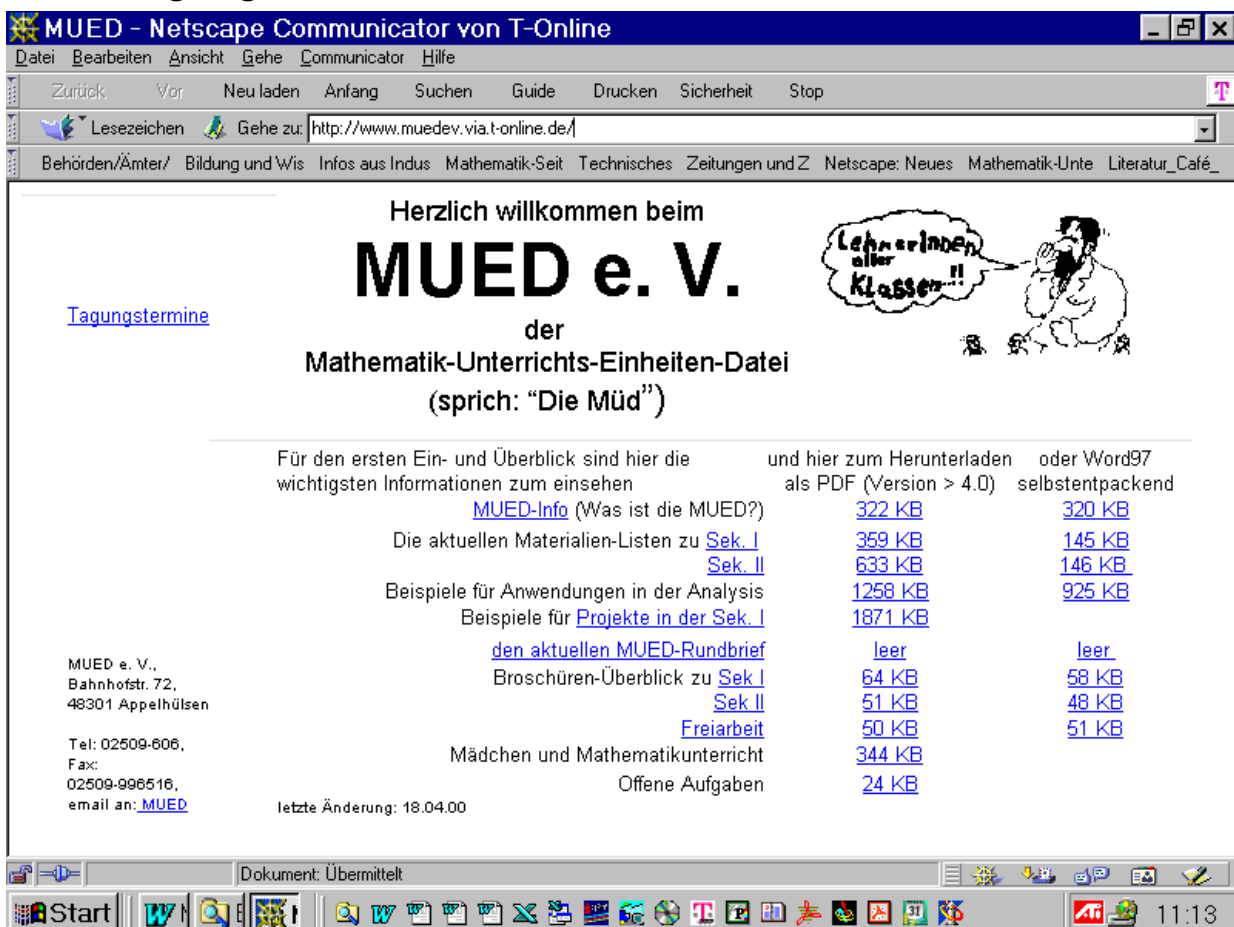 MUED - Netscape Communicator von T-Online
Datei Bearbeiten Ansicht Gehe Communicator Hilfe
Zurück Vor Neu laden Anfang Suchen Guide Drucken Sicherheit Stop
Lesezeichen Gehe zu: http://www.muedev.via.t-online.de/
Behörden/Ämter/ Bildung und Wis Infos aus Indus Mathematik-Seit Technisches Zeitungen und Z Netscape: Neues Mathematik-Unte Literatur_Café_
Herzlich willkommen beim
MUED e. V.
der
Mathematik-Unterrichts-Einheiten-Datei
(sprich: “Die Müd”)
LehrerInnen
aller
Klassen...!!
Tagungstermine
Für den ersten Ein- und Überblick sind hier die und hier zum Herunterladen oder Word97
wichtigsten Informationen zum einsehen als PDF (Version > 4.0) selbstentpackend
MUED-Info (Was ist die MUED?) 322 KB 320 KB
Die aktuellen Materialien-Listen zu Sek. I 359 KB 145 KB
Sek. II 633 KB 146 KB
Beispiele für Anwendungen in der Analysis 1258 KB 925 KB
Beispiele für Projekte in der Sek. I 1871 KB
den aktuellen MUED-Rundbrief leer leer
Broschüren-Überblick zu Sek I 64 KB 58 KB
Sek II 51 KB 48 KB
Freiarbeit 50 KB 51 KB
Mädchen und Mathematikunterricht 344 KB
Offene Aufgaben 24 KB
letzte Änderung: 18.04.00
MUED e. V.,
Bahnhofstr. 72,
48301 Appelhülsen
Tel: 02509-606,
Fax:
02509-996516,
email an: MUED
Dokument: Übermittelt
Start 11:13